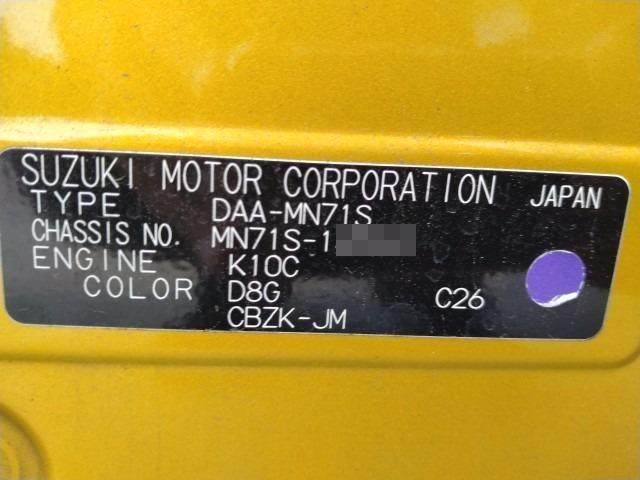 SUZUKI MOTOR CORPORATION JAPAN
TYPE DAA-MN71S
CHASSIS NO. MN71S-1
ENGINE K10C
COLOR D8G C26
CBZK-JM